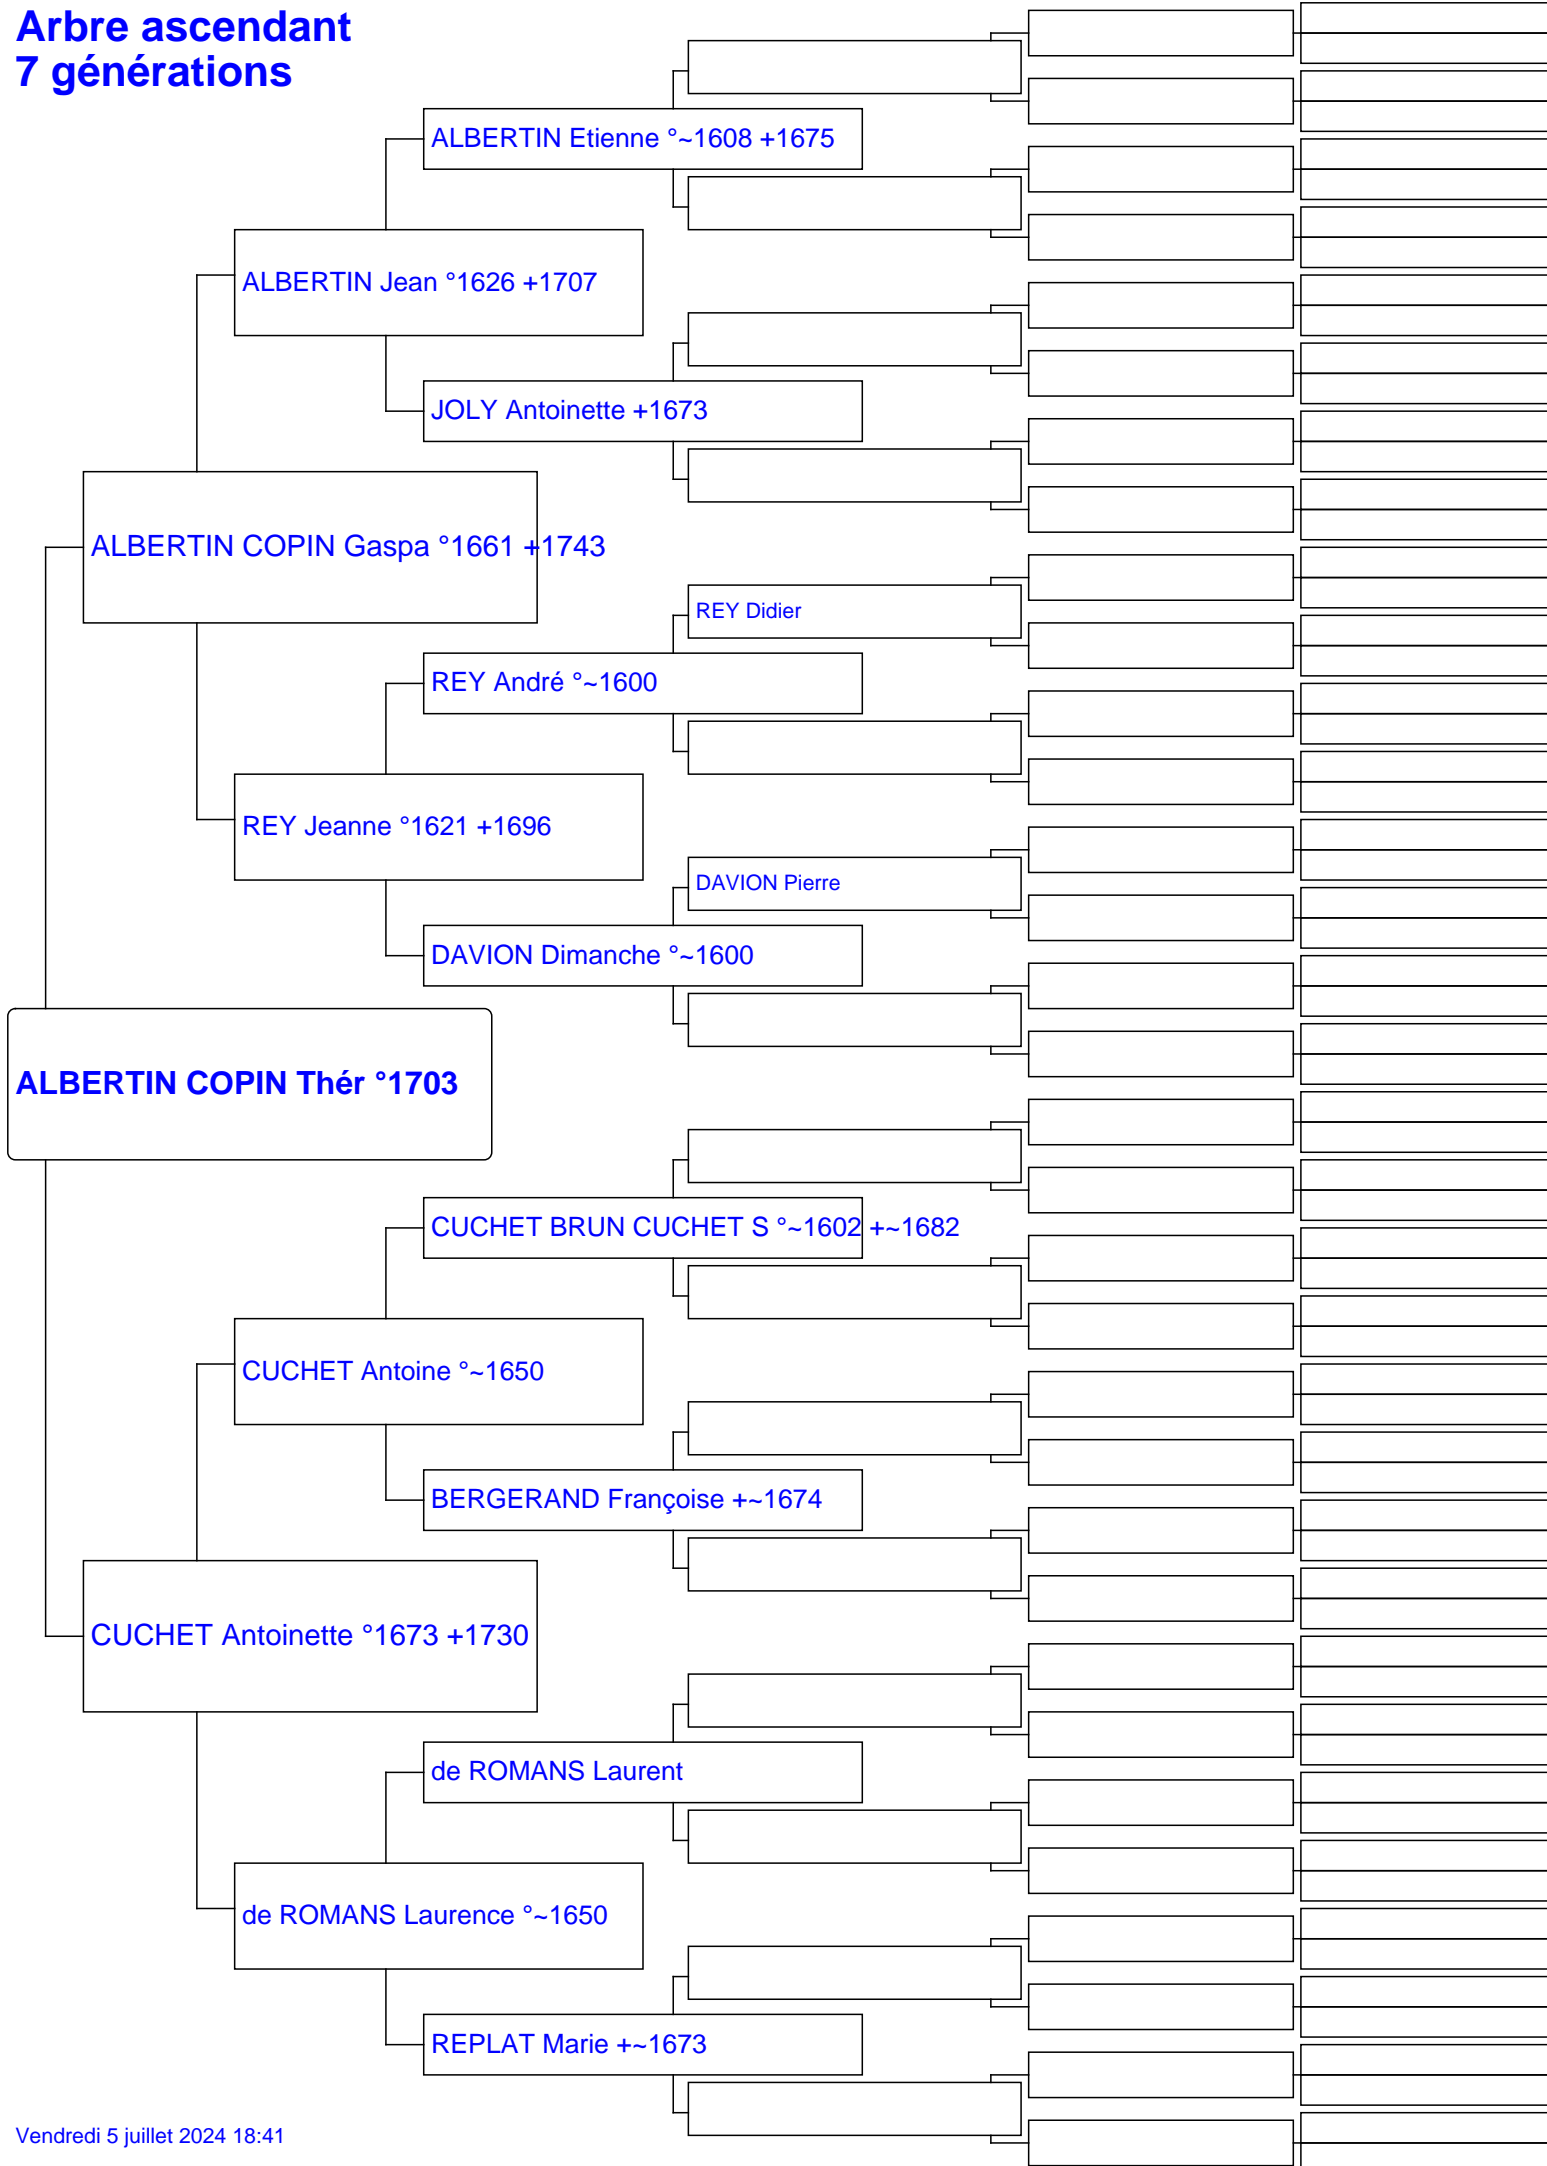 Arbre ascendant
7 générations
ALBERTIN Etienne °~1608 +1675
ALBERTIN Jean °1626 +1707
JOLY Antoinette +1673
ALBERTIN COPIN Gaspa °1661 +1743
REY Didier
REY André °~1600
REY Jeanne °1621 +1696
DAVION Pierre
DAVION Dimanche °~1600
ALBERTIN COPIN Thér °1703
CUCHET BRUN CUCHET S °~1602 +~1682
CUCHET Antoine °~1650
BERGERAND Françoise +~1674
CUCHET Antoinette °1673 +1730
de ROMANS Laurent
de ROMANS Laurence °~1650
REPLAT Marie +~1673
Vendredi 5 juillet 2024 18:41